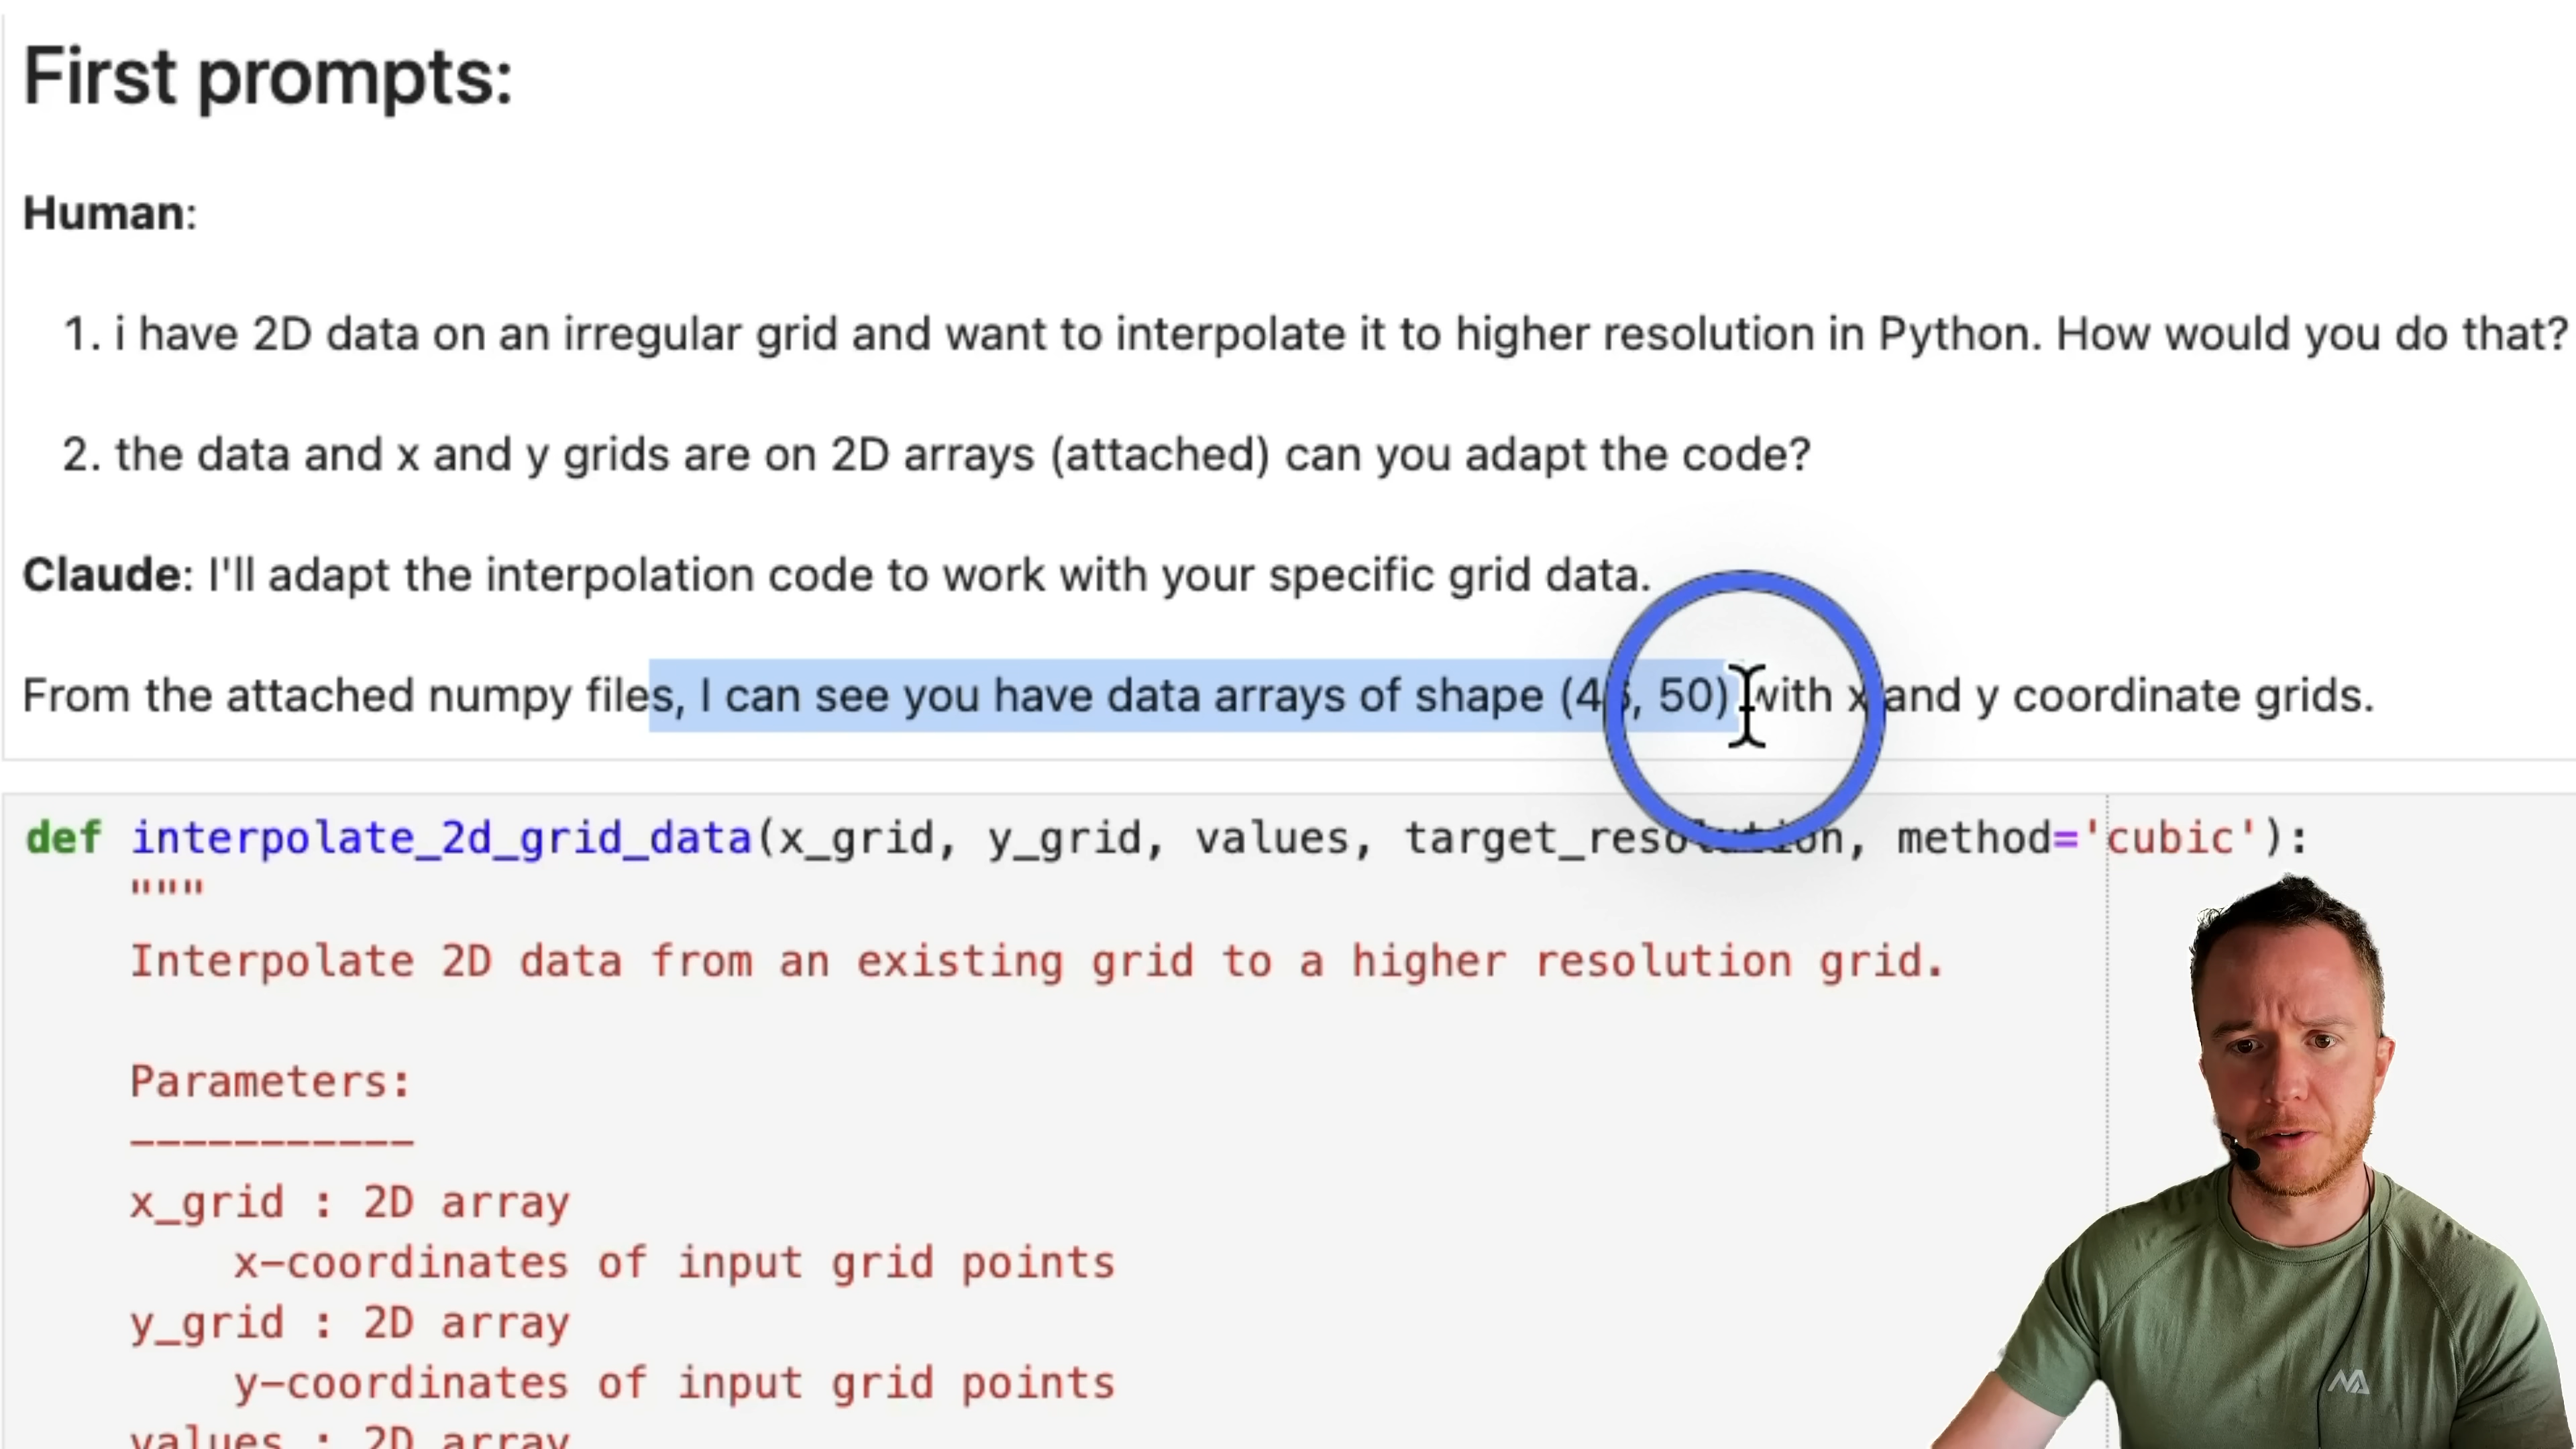 First prompts:
Human:
1. i have 2D data on an irregular grid and want to interpolate it to higher resolution in Python. How would you do that?
2. the data and x and y grids are on 2D arrays (attached) can you adapt the code?
Claude: I'll adapt the interpolation code to work with your specific grid data.
From the attached numpy files, I can see you have data arrays of shape (46, 50) with x and y coordinate grids.
def interpolate_2d_grid_data(x_grid, y_grid, values, target_resolution, method='cubic'):
"""
Interpolate 2D data from an existing grid to a higher resolution grid.
Parameters:
-----------
x_grid : 2D array
x-coordinates of input grid points
y_grid : 2D array
y-coordinates of input grid points
values : 2D array